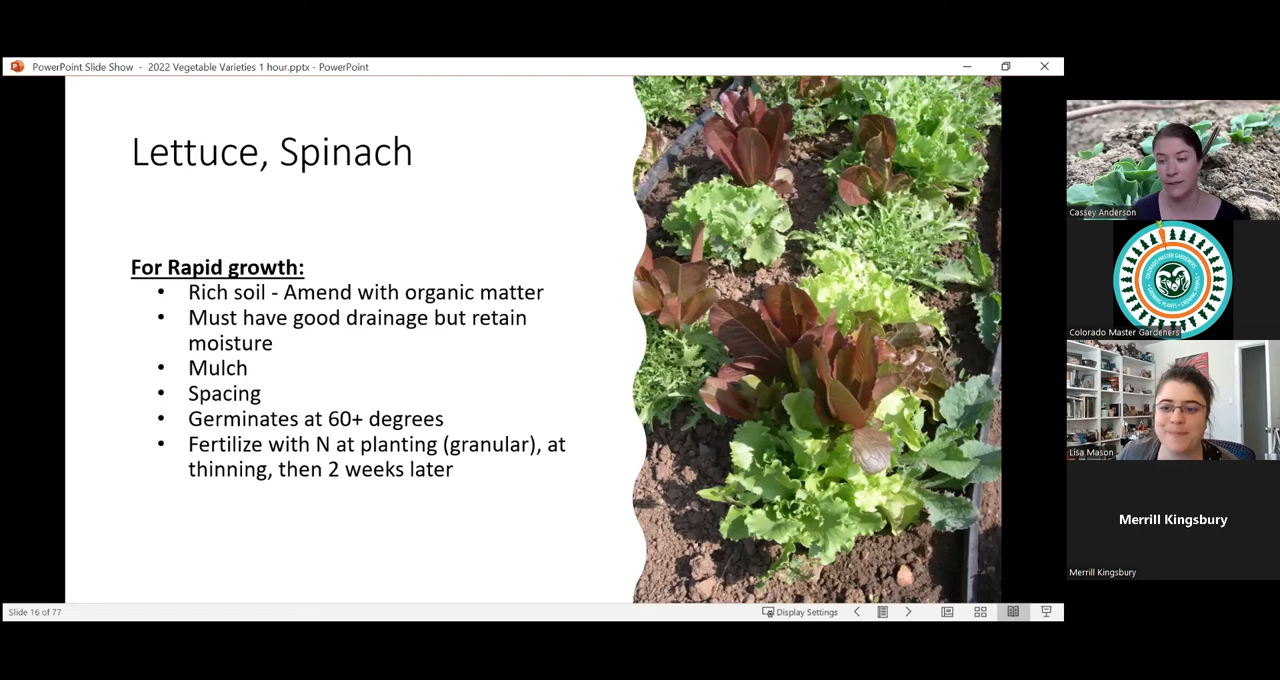 PowerPoint Slide Show - 2022 Vegetable Varieties 1 hour.pptx - PowerPoint
Lettuce, Spinach
For Rapid growth:
• Rich soil - Amend with organic matter
• Must have good drainage but retain
moisture
• Mulch
• Spacing
• Germinates at 60+ degrees
• Fertilize with N at planting (granular), at
thinning, then 2 weeks later
Slide 16 of 77
Display Settings
Cassey Anderson
COLORADO MASTER GARDENERS
Colorado Master Gardeners
Lisa Mason
Merrill Kingsbury
Merrill Kingsbury